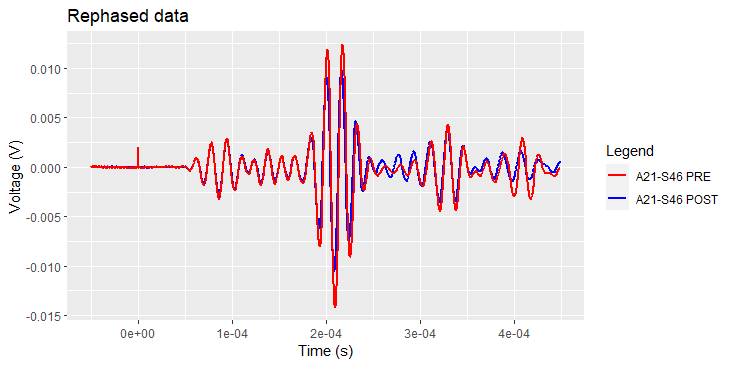 Rephased data
Voltage (V)
0.010
0.005
0.000
-0.005
-0.010
-0.015
0e+00 1e-04 2e-04 3e-04 4e-04
Time (s)
Legend
A21-S46 PRE
A21-S46 POST